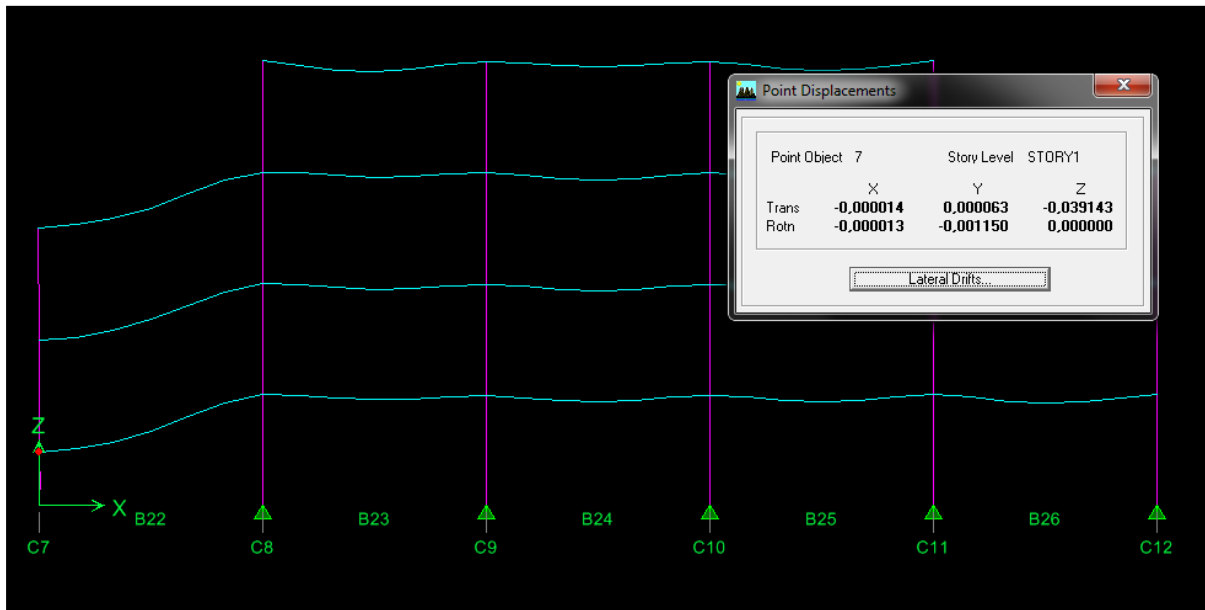 Point Displacements
Point Object 7 Story Level STORY1
X Y Z
Trans -0,000014 0,000063 -0,039143
Rotn -0,000013 -0,001150 0,000000
Lateral Drifts...
Z
X
B22 B23 B24 B25 B26
C7 C8 C9 C10 C11 C12